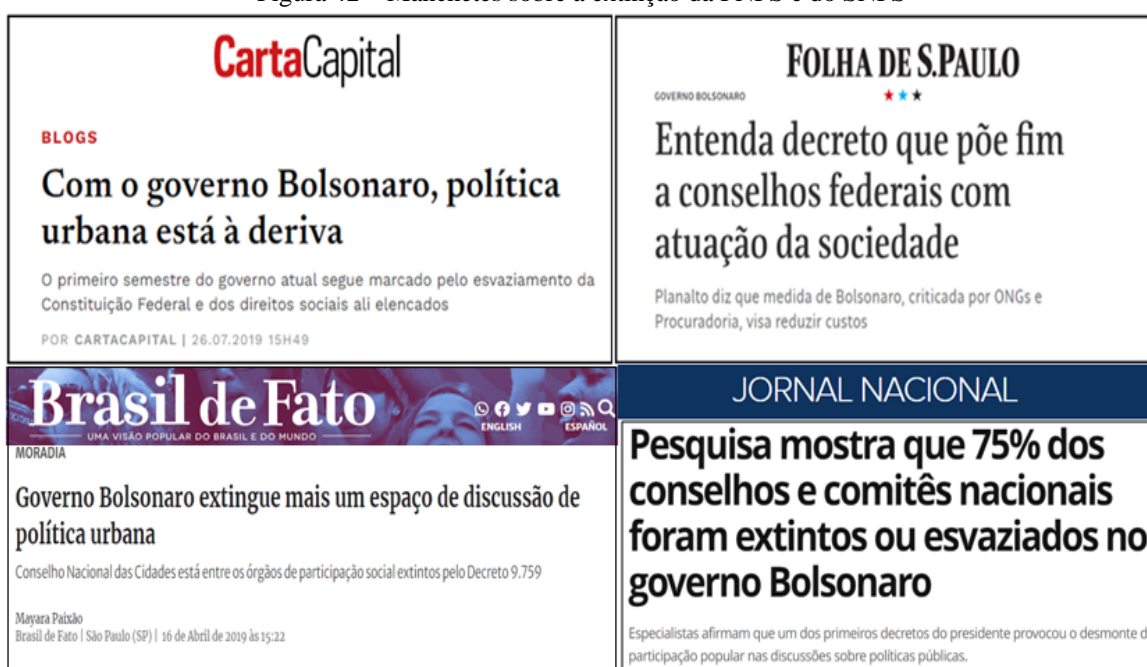 CartaCapital
BLOGS
Com o governo Bolsonaro, política
urbana está à deriva
O primeiro semestre do governo atual segue marcado pelo esvaziamento da
Constituição Federal e dos direitos sociais ali elencados
POR CARTACAPITAL | 26.07.2019 15H49
FOLHA DE S.PAULO
GOVERNO BOLSONARO
Entenda decreto que põe fim
a conselhos federais com
atuação da sociedade
Planalto diz que medida de Bolsonaro, criticada por ONGs e
Procuradoria, visa reduzir custos
Brasil de Fato
UMA VISÃO POPULAR DO BRASIL E DO MUNDO
ENGLISH ESPAÑOL
MORADIA
Governo Bolsonaro extingue mais um espaço de discussão de
política urbana
Conselho Nacional das Cidades está entre os órgãos de participação social extintos pelo Decreto 9.759
Mayara Paixão
Brasil de Fato | São Paulo (SP) | 16 de Abril de 2019 às 15:22
JORNAL NACIONAL
Pesquisa mostra que 75% dos
conselhos e comitês nacionais
foram extintos ou esvaziados no
governo Bolsonaro
Especialistas afirmam que um dos primeiros decretos do presidente provocou o desmonte d
participação popular nas discussões sobre políticas públicas.